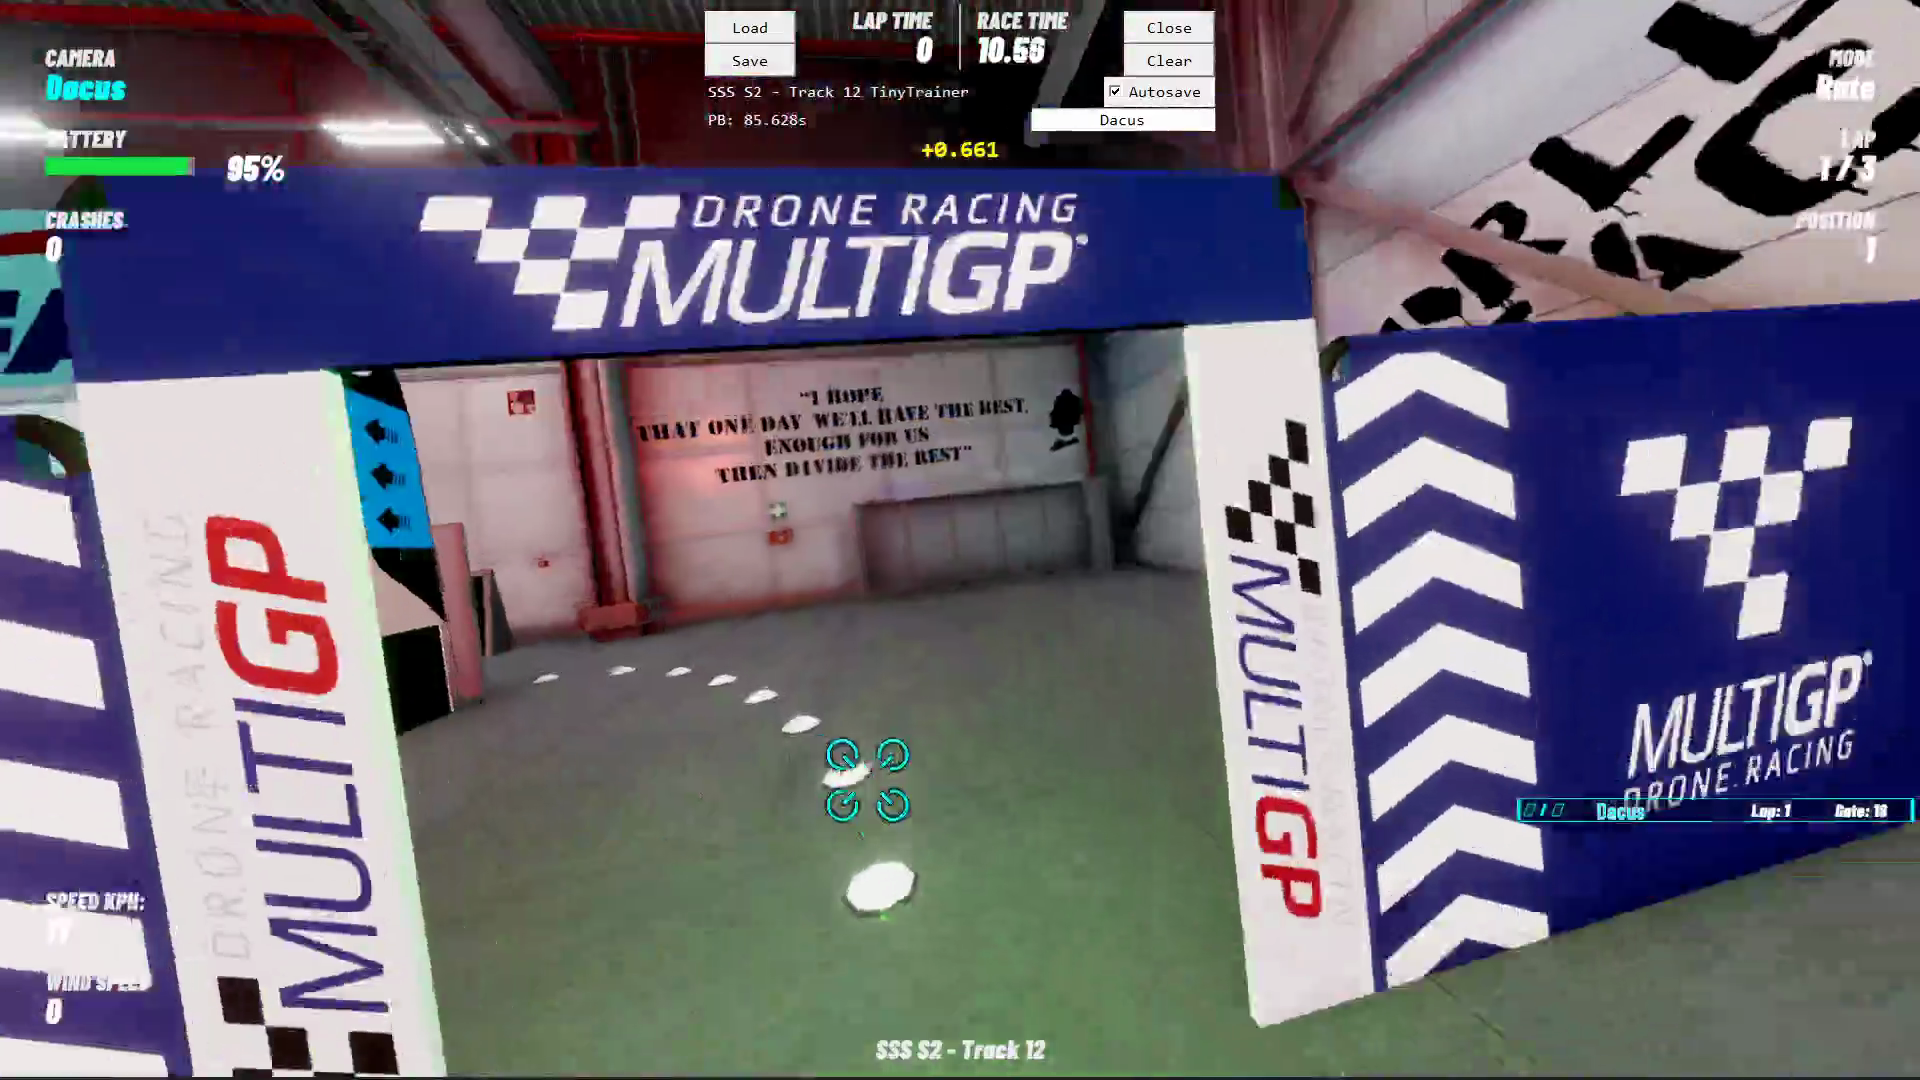 CAMERA
Dacus
BATTERY
95%
CRASHES
0
Load
Save
LAP TIME
0
RACE TIME
10.56
Close
Clear
Autosave
SSS S2 - Track 12 TinyTrainer
PB: 85.628s
Dacus
+0.661
MODE
Rate
LAP
1/3
POSITION
1
DRONE RACING
MULTIGP
"I HOPE
THAT ONE DAY WE'LL HAVE THE BEST,
ENOUGH FOR US
THEN DIVIDE THE REST"
DRONE RACING
MULTIGP
MULTIGP
MULTIGP
DRONE RACING
Dacus
Lap: 1
Gate: 18
SPEED KPH:
WIND SPEED
0
SSS S2 - Track 12